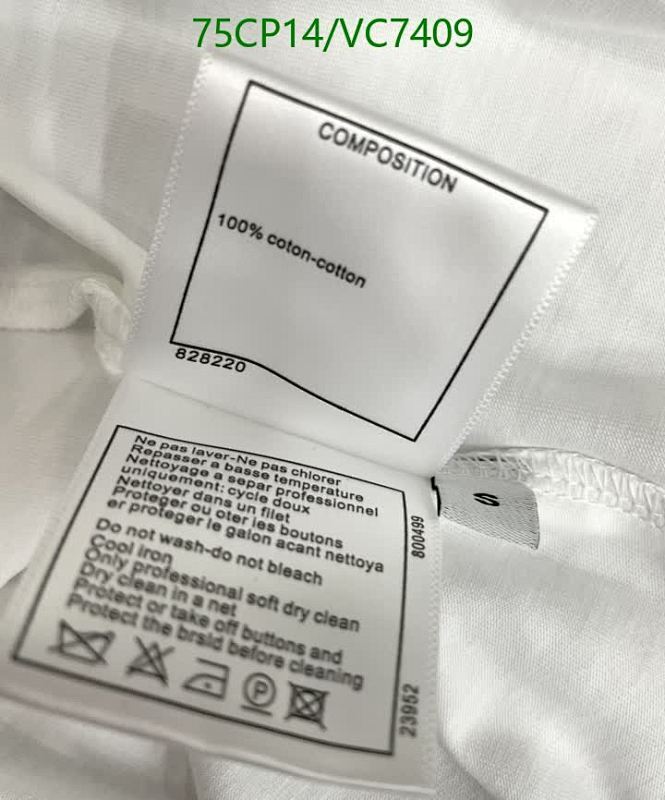 75CP14/VC7409
COMPOSITION
100% coton-cotton
828220
Ne pas laver-Ne pas chlorer
Repasser a basse temperature
Nettoyage a separ professionnel
uniquement: cycle doux
Nettoyer dans un filet
Proteger ou oter les boutons
er proteger le galon acant nettoya
Do not wash-do not bleach
Cool iron
Only professional soft dry clean
Dry clean in a net
Protect or take off buttons and
Protect the brsld before cleaning
P
800499
23952
S